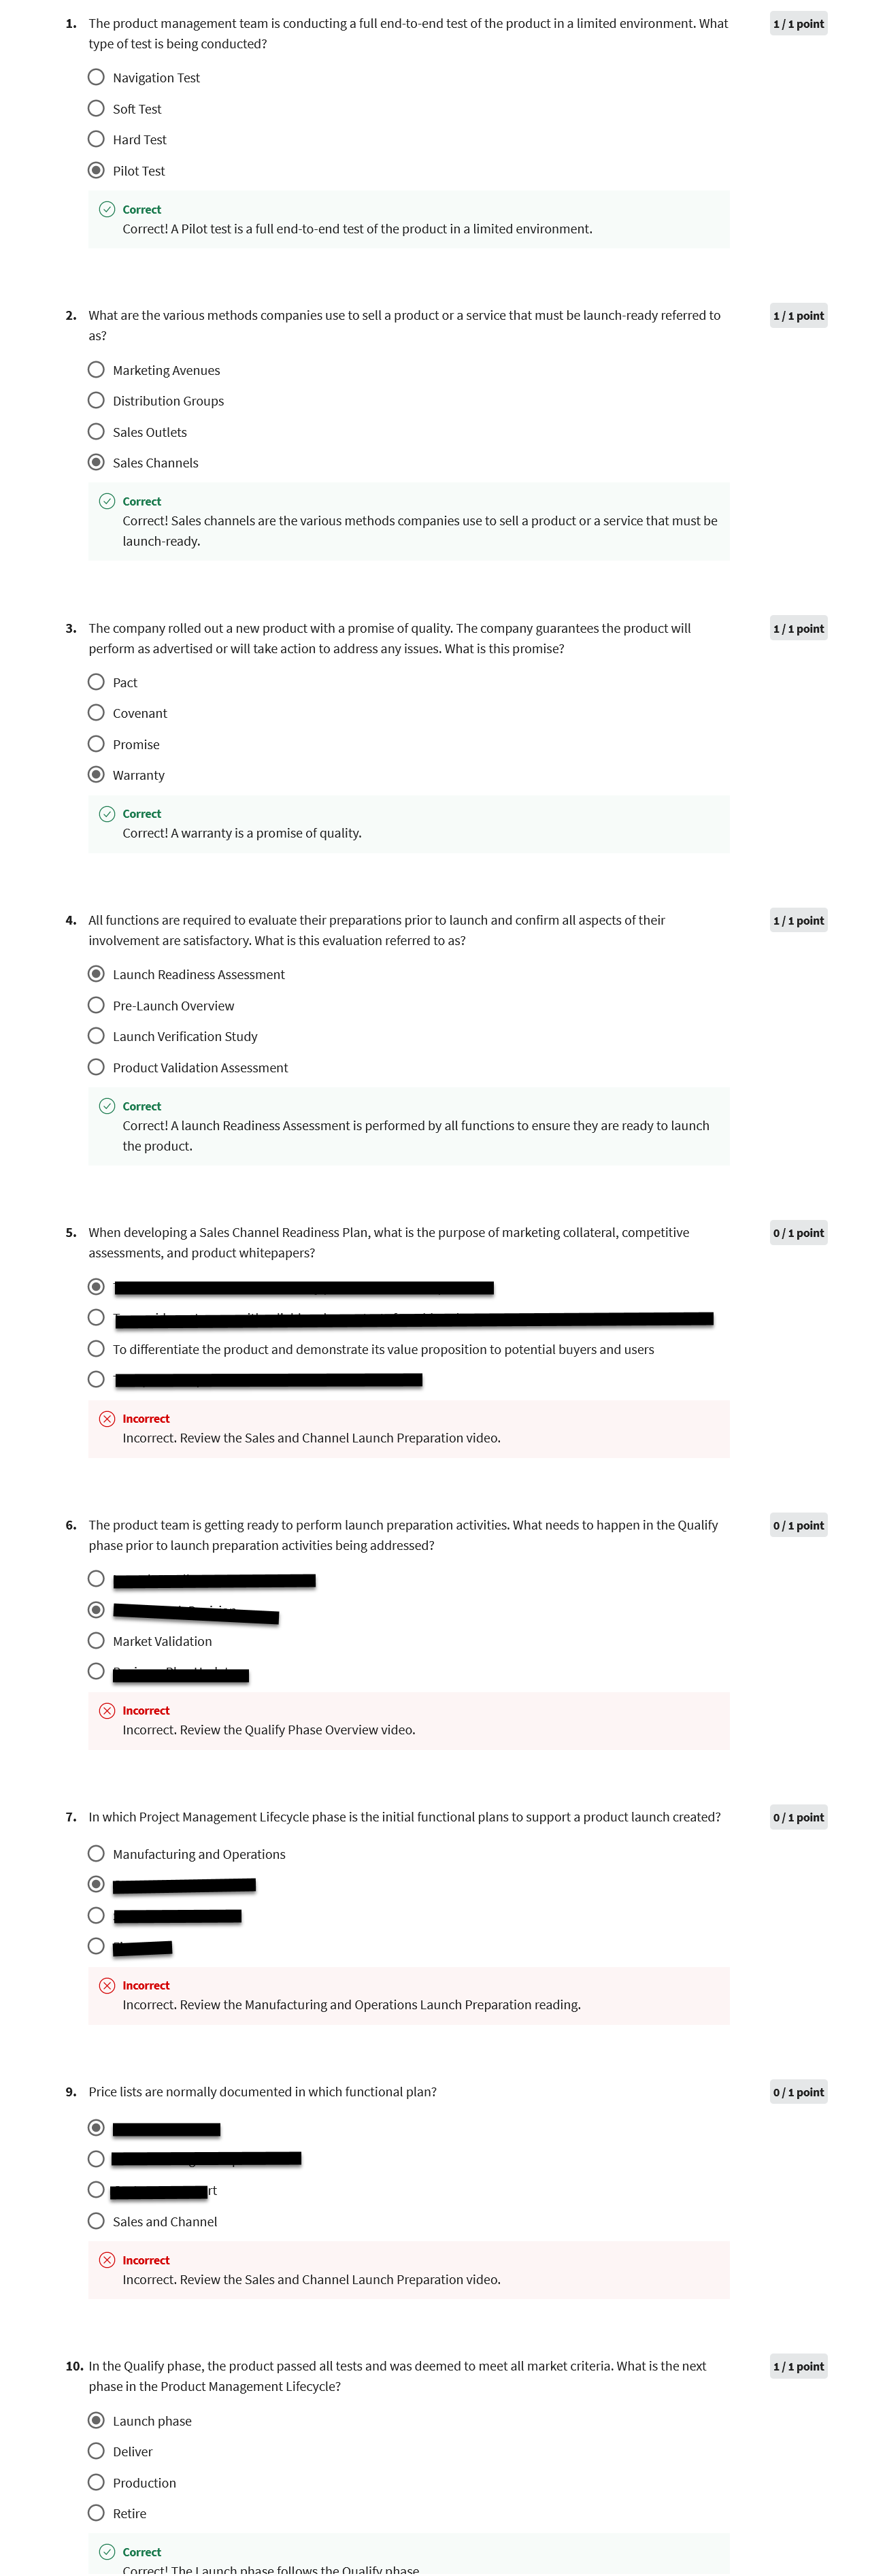 1. The product management team is conducting a full end-to-end test of the product in a limited environment. What 1 / 1 point
type of test is being conducted?
Navigation Test
Soft Test
Hard Test
Pilot Test
Correct
Correct! A Pilot test is a full end-to-end test of the product in a limited environment.
2. What are the various methods companies use to sell a product or a service that must be launch-ready referred to 1 / 1 point
as?
Marketing Avenues
Distribution Groups
Sales Outlets
Sales Channels
Correct
Correct! Sales channels are the various methods companies use to sell a product or a service that must be
launch-ready.
3. The company rolled out a new product with a promise of quality. The company guarantees the product will 1 / 1 point
perform as advertised or will take action to address any issues. What is this promise?
Pact
Covenant
Promise
Warranty
Correct
Correct! A warranty is a promise of quality.
4. All functions are required to evaluate their preparations prior to launch and confirm all aspects of their 1 / 1 point
involvement are satisfactory. What is this evaluation referred to as?
Launch Readiness Assessment
Pre-Launch Overview
Launch Verification Study
Product Validation Assessment
Correct
Correct! A launch Readiness Assessment is performed by all functions to ensure they are ready to launch
the product.
5. When developing a Sales Channel Readiness Plan, what is the purpose of marketing collateral, competitive 0 / 1 point
assessments, and product whitepapers?
To differentiate the product and demonstrate its value proposition to potential buyers and users
Incorrect
Incorrect. Review the Sales and Channel Launch Preparation video.
6. The product team is getting ready to perform launch preparation activities. What needs to happen in the Qualify 0 / 1 point
phase prior to launch preparation activities being addressed?
Market Validation
Incorrect
Incorrect. Review the Qualify Phase Overview video.
7. In which Project Management Lifecycle phase is the initial functional plans to support a product launch created? 0 / 1 point
Manufacturing and Operations
Incorrect
Incorrect. Review the Manufacturing and Operations Launch Preparation reading.
9. Price lists are normally documented in which functional plan? 0 / 1 point
Sales and Channel
Incorrect
Incorrect. Review the Sales and Channel Launch Preparation video.
10. In the Qualify phase, the product passed all tests and was deemed to meet all market criteria. What is the next 1 / 1 point
phase in the Product Management Lifecycle?
Launch phase
Deliver
Production
Retire
Correct
Correct! The Launch phase follows the Qualify phase